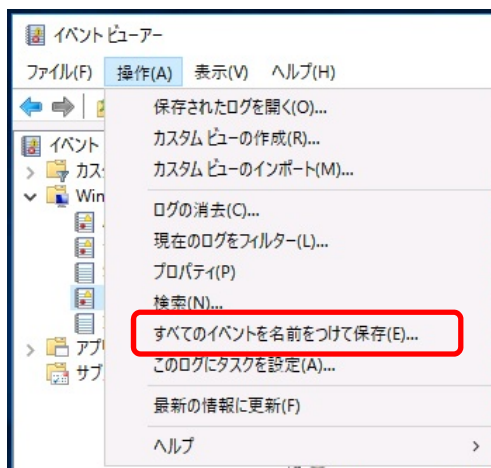 イベント ビューアー
ファイル(F) 操作(A) 表示(V) ヘルプ(H)
保存されたログを開く(O)...
イベント
カスタム ビューの作成(R)...
カス
カスタム ビューのインポート(M)...
Win
ログの消去(C)...
現在のログをフィルター(L)...
プロパティ(P)
検索(N)...
すべてのイベントを名前をつけて保存(E)...
アプ
このログにタスクを設定(A)...
サブ
最新の情報に更新(F)
ヘルプ